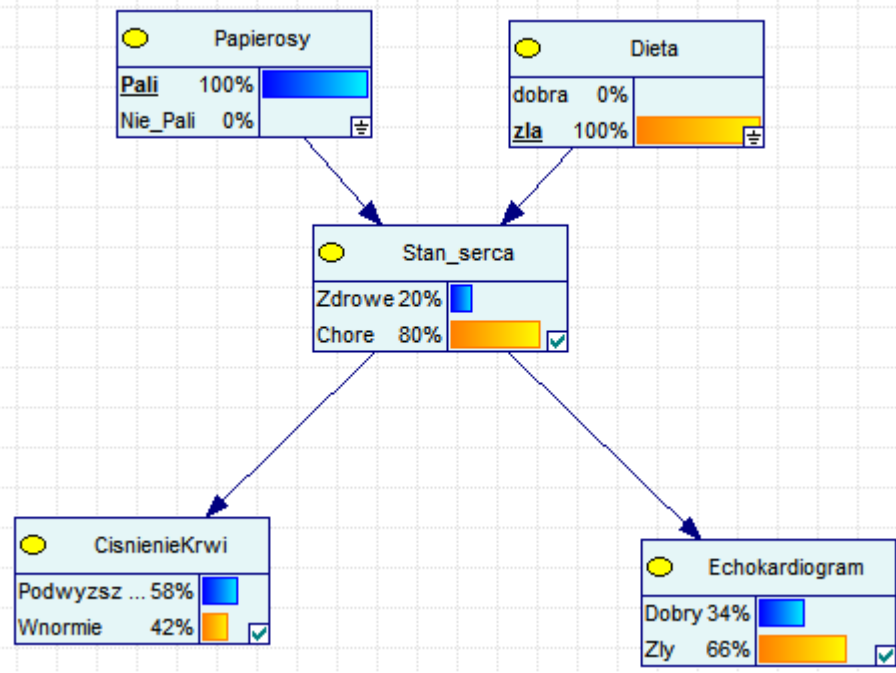 Papierosy
Pali 100%
Nie_Pali 0%
Dieta
dobra 0%
zla 100%
Stan_serca
Zdrowe 20%
Chore 80%
CisnienieKrwi
Podwyzsz ... 58%
Wnormie 42%
Echokardiogram
Dobry 34%
Zly 66%